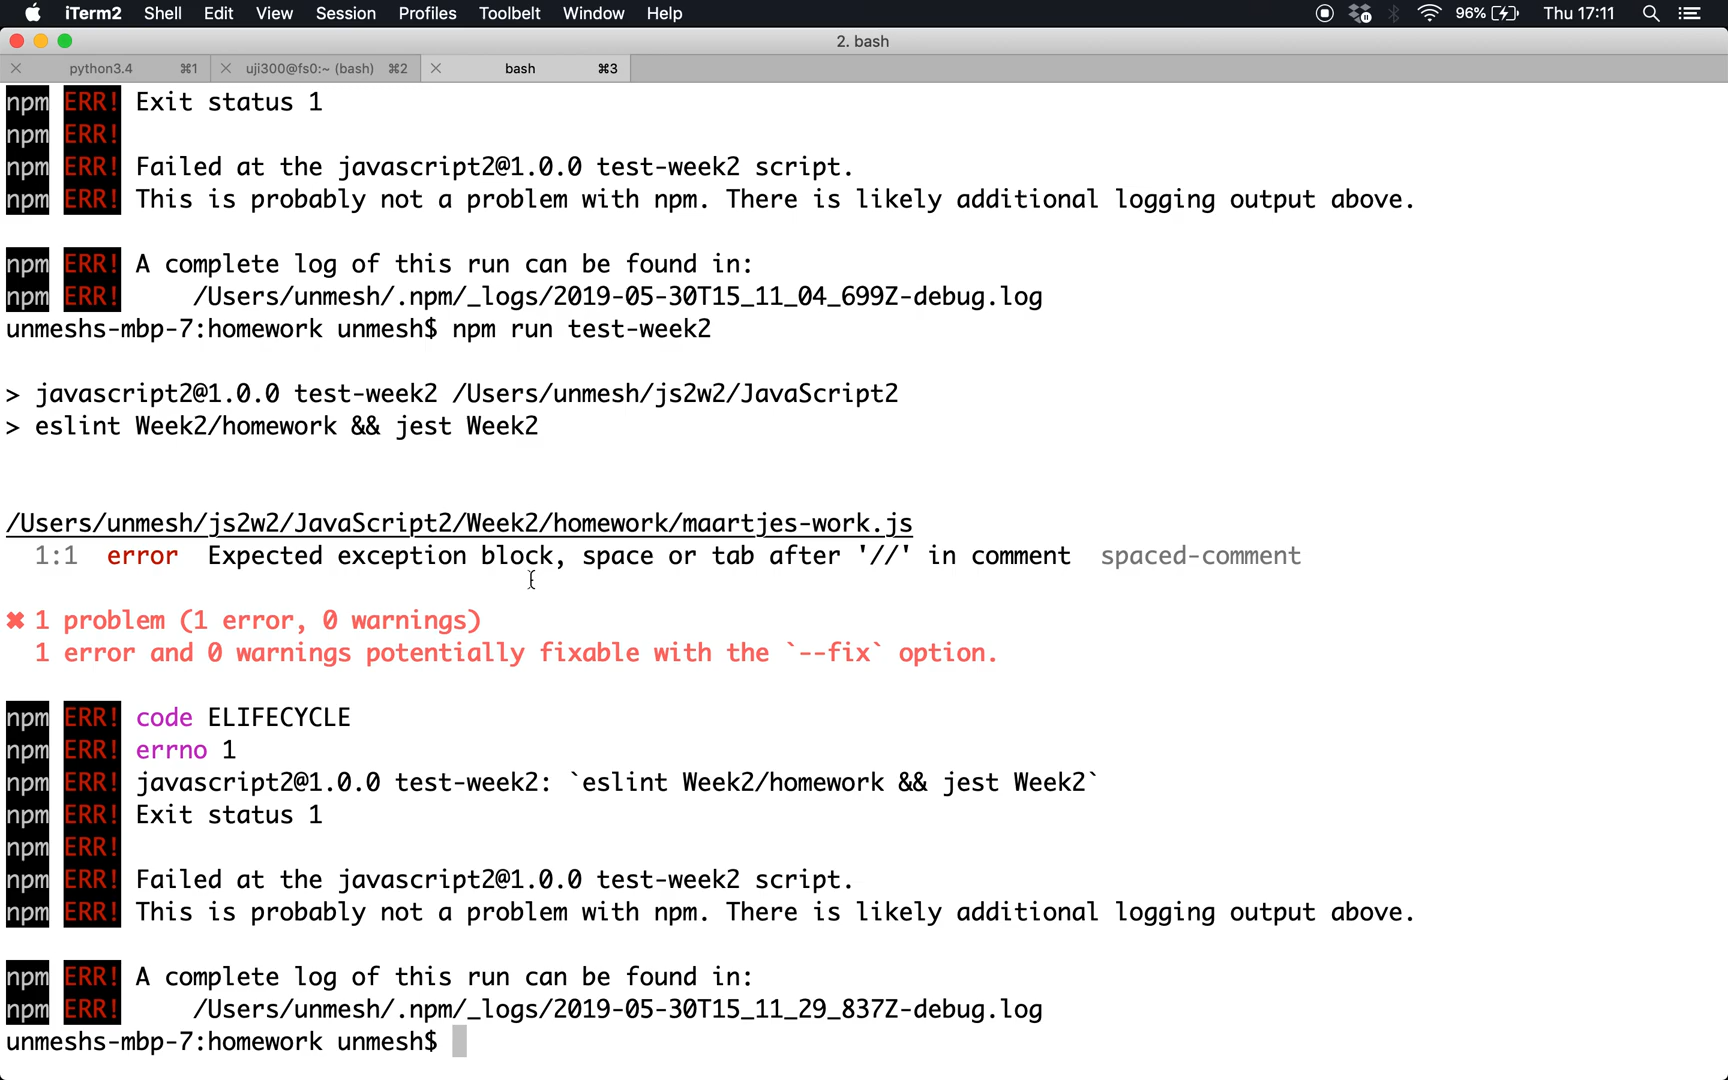 iTerm2 Shell Edit View Session Profiles Toolbelt Window Help 96% Thu 17:11
2. bash
python3.4 ⌘1 uji300@fs0:~ (bash) ⌘2 bash ⌘3
npm ERR! Exit status 1
npm ERR!
npm ERR! Failed at the javascript2@1.0.0 test-week2 script.
npm ERR! This is probably not a problem with npm. There is likely additional logging output above.
npm ERR! A complete log of this run can be found in:
npm ERR!     /Users/unmesh/.npm/_logs/2019-05-30T15_11_04_699Z-debug.log
unmeshs-mbp-7:homework unmesh$ npm run test-week2
> javascript2@1.0.0 test-week2 /Users/unmesh/js2w2/JavaScript2
> eslint Week2/homework && jest Week2
/Users/unmesh/js2w2/JavaScript2/Week2/homework/maartjes-work.js
1:1  error  Expected exception block, space or tab after '//' in comment  spaced-comment
✖ 1 problem (1 error, 0 warnings)
1 error and 0 warnings potentially fixable with the `--fix` option.
npm ERR! code ELIFECYCLE
npm ERR! errno 1
npm ERR! javascript2@1.0.0 test-week2: `eslint Week2/homework && jest Week2`
npm ERR! Exit status 1
npm ERR!
npm ERR! Failed at the javascript2@1.0.0 test-week2 script.
npm ERR! This is probably not a problem with npm. There is likely additional logging output above.
npm ERR! A complete log of this run can be found in:
npm ERR!     /Users/unmesh/.npm/_logs/2019-05-30T15_11_29_837Z-debug.log
unmeshs-mbp-7:homework unmesh$